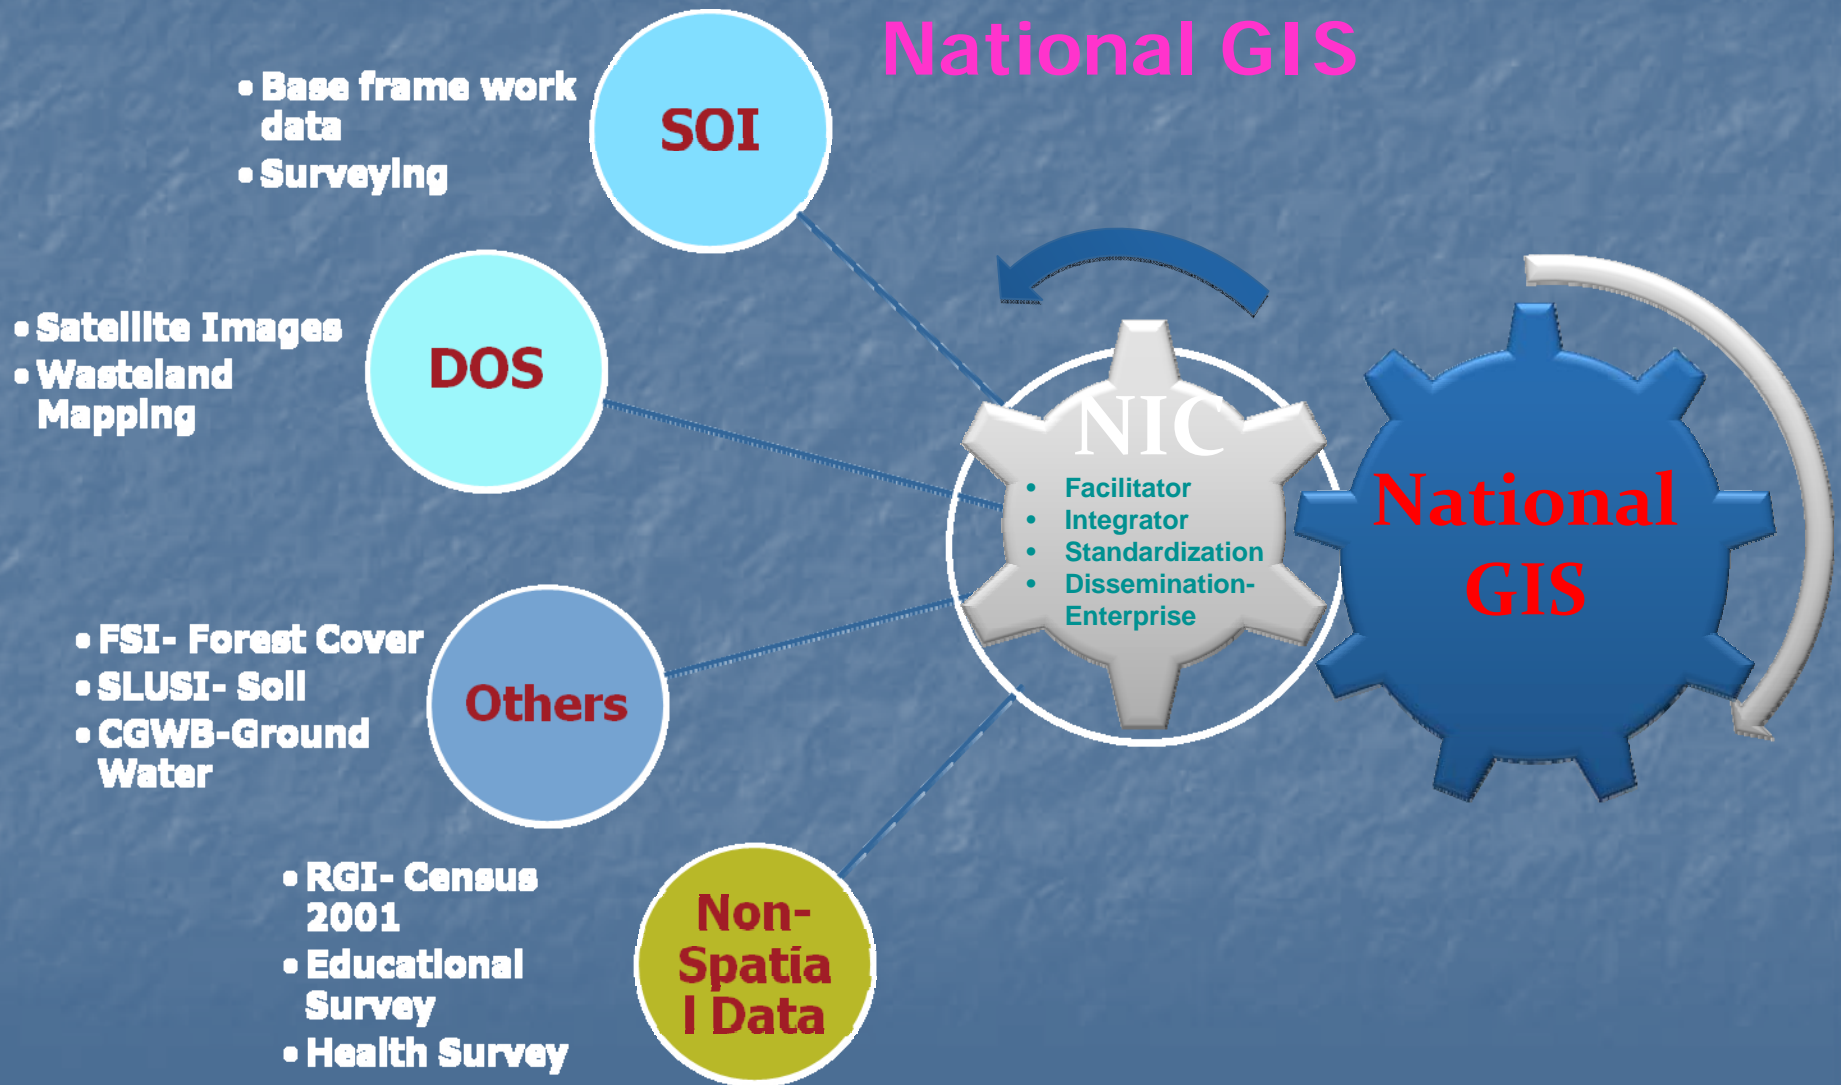 National GIS
• Base frame work
data
• Surveying
SOI
• Satellite Images
• Wasteland
Mapping
DOS
• FSI- Forest Cover
• SLUSI- Soil
• CGWB-Ground
Water
Others
• RGI- Census
2001
• Educational
Survey
• Health Survey
Non-
Spatia
l Data
NIC
• Facilitator
• Integrator
• Standardization
• Dissemination-
Enterprise
National
GIS